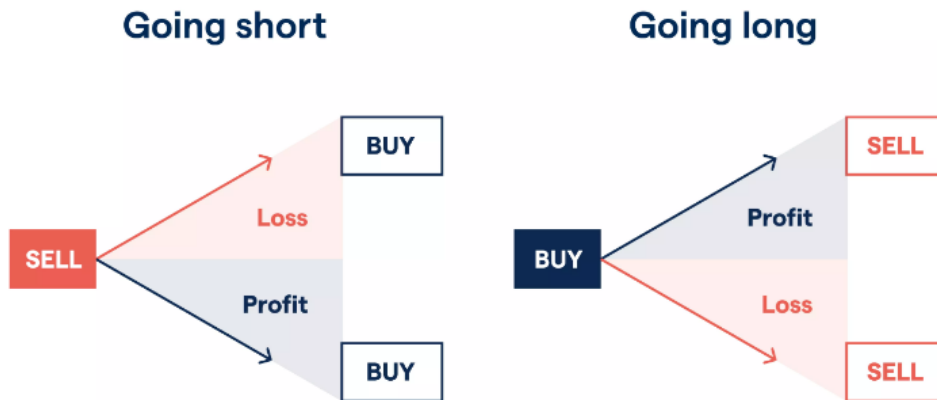 Going short
BUY
Loss
SELL
Profit
BUY
Going long
SELL
Profit
BUY
Loss
SELL